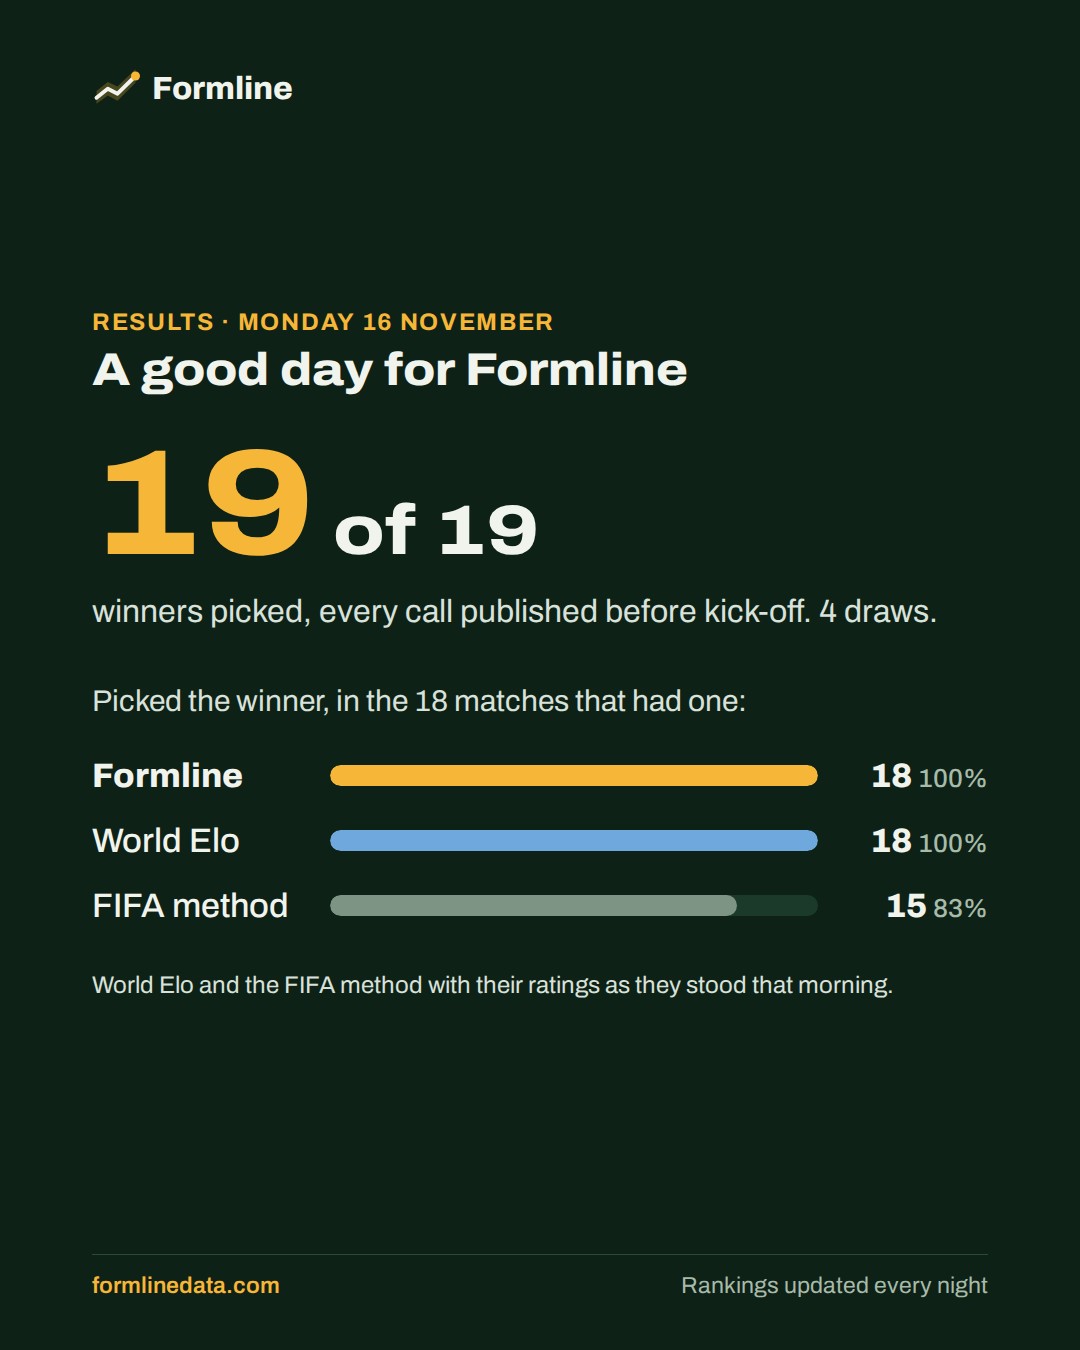 Formline
RESULTS · MONDAY 16 NOVEMBER
A good day for Formline
19 of 19
winners picked, every call published before kick-off. 4 draws.
Picked the winner, in the 18 matches that had one:
Formline 18 100%
World Elo 18 100%
FIFA method 15 83%
World Elo and the FIFA method with their ratings as they stood that morning.
formlinedata.com Rankings updated every night